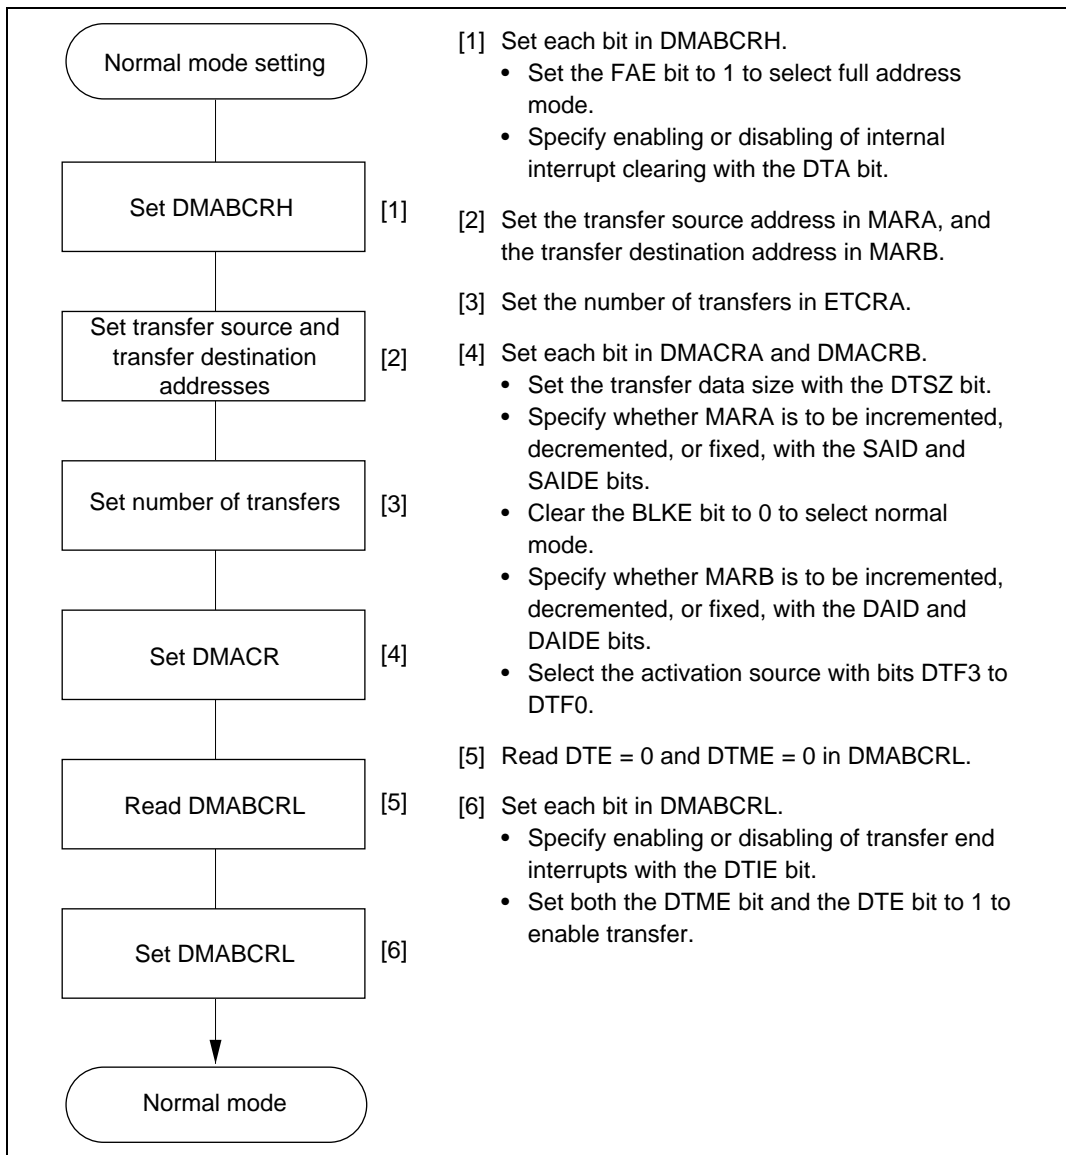 Normal mode setting
Set DMABCRH
[1]
Set transfer source and
transfer destination
addresses
[2]
Set number of transfers
[3]
Set DMACR
[4]
Read DMABCRL
[5]
Set DMABCRL
[6]
Normal mode
[1] Set each bit in DMABCRH.
• Set the FAE bit to 1 to select full address
mode.
• Specify enabling or disabling of internal
interrupt clearing with the DTA bit.
[2] Set the transfer source address in MARA, and
the transfer destination address in MARB.
[3] Set the number of transfers in ETCRA.
[4] Set each bit in DMACRA and DMACRB.
• Set the transfer data size with the DTSZ bit.
• Specify whether MARA is to be incremented,
decremented, or fixed, with the SAID and
SAIDE bits.
• Clear the BLKE bit to 0 to select normal
mode.
• Specify whether MARB is to be incremented,
decremented, or fixed, with the DAID and
DAIDE bits.
• Select the activation source with bits DTF3 to
DTF0.
[5] Read DTE = 0 and DTME = 0 in DMABCRL.
[6] Set each bit in DMABCRL.
• Specify enabling or disabling of transfer end
interrupts with the DTIE bit.
• Set both the DTME bit and the DTE bit to 1 to
enable transfer.